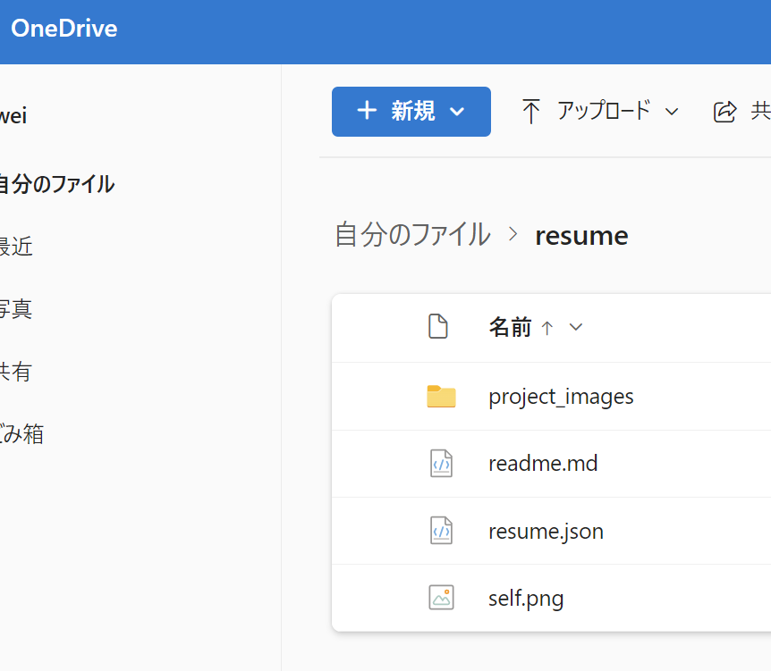 OneDrive
wei
自分のファイル
最近
写真
共有
ごみ箱
新規
アップロード
共
自分のファイル > resume
名前 ↑
project_images
readme.md
resume.json
self.png